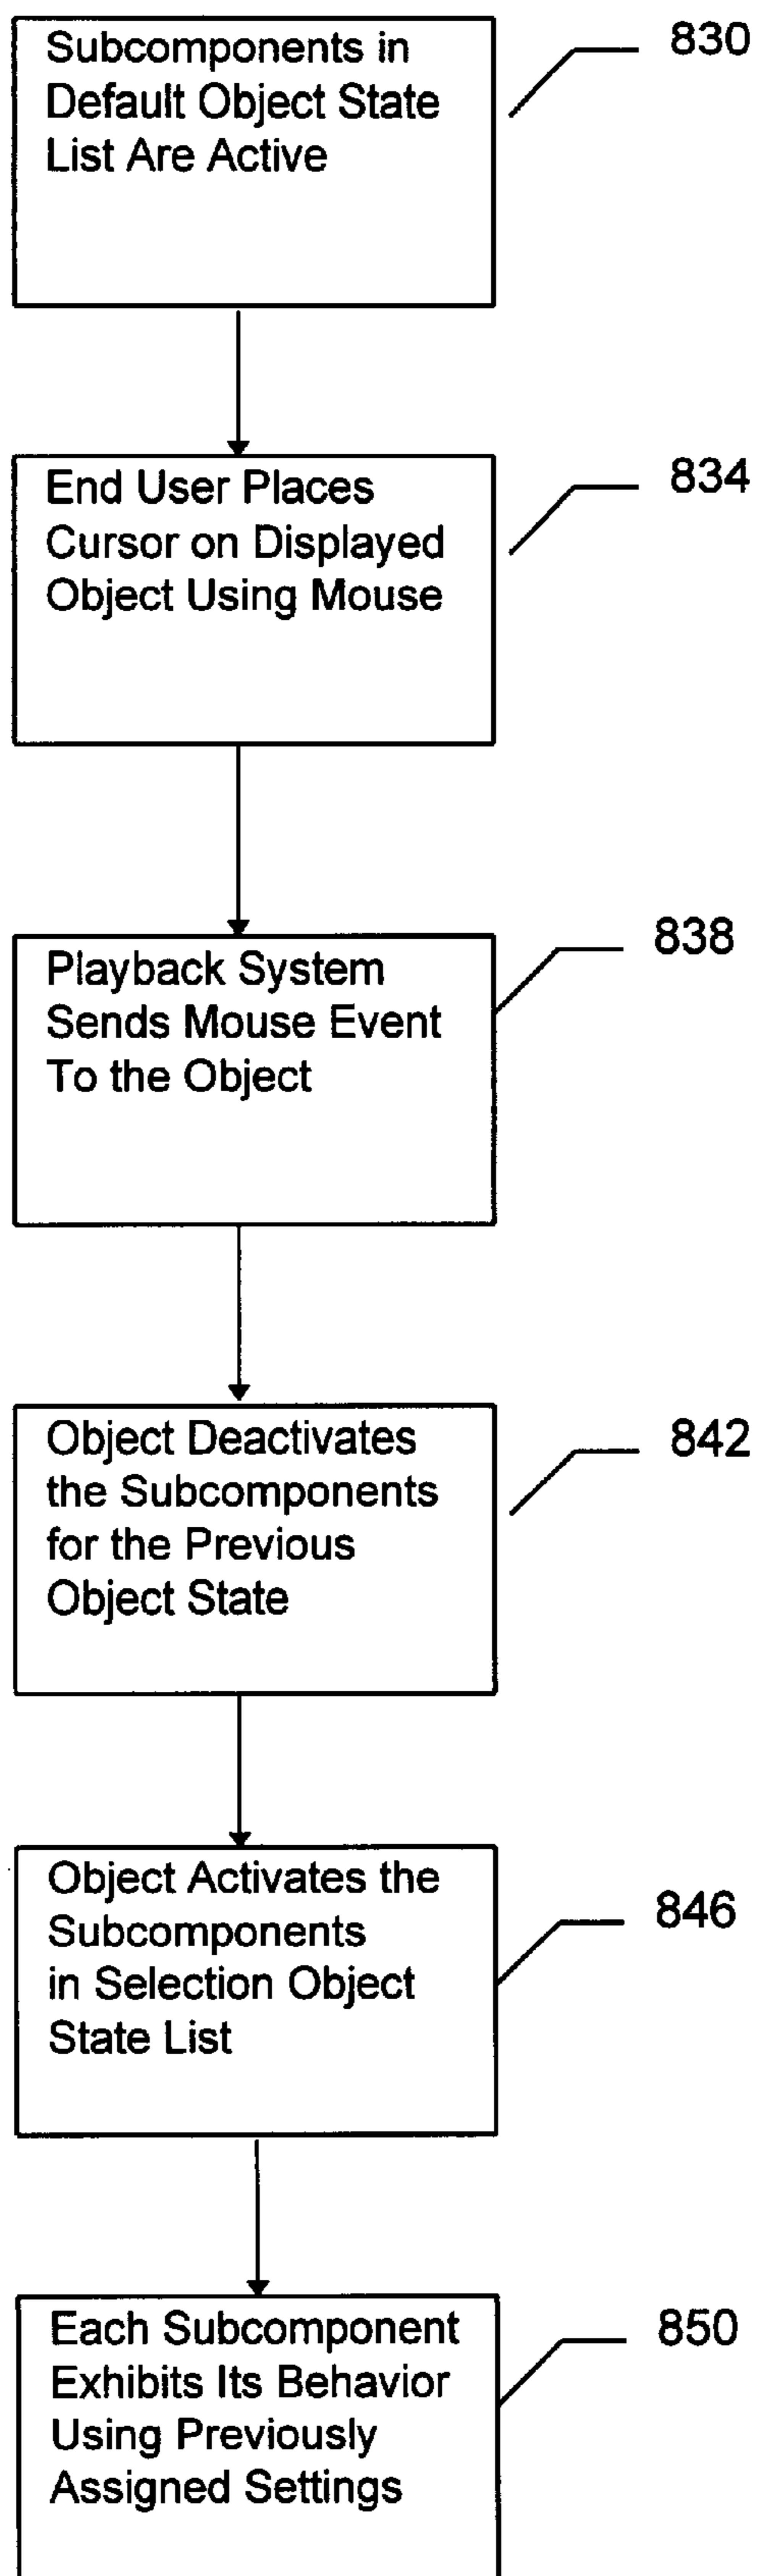 Subcomponents in
Default Object State
List Are Active
830
End User Places
Cursor on Displayed
Object Using Mouse
834
Playback System
Sends Mouse Event
To the Object
838
Object Deactivates
the Subcomponents
for the Previous
Object State
842
Object Activates the
Subcomponents
in Selection Object
State List
846
Each Subcomponent
Exhibits Its Behavior
Using Previously
Assigned Settings
850